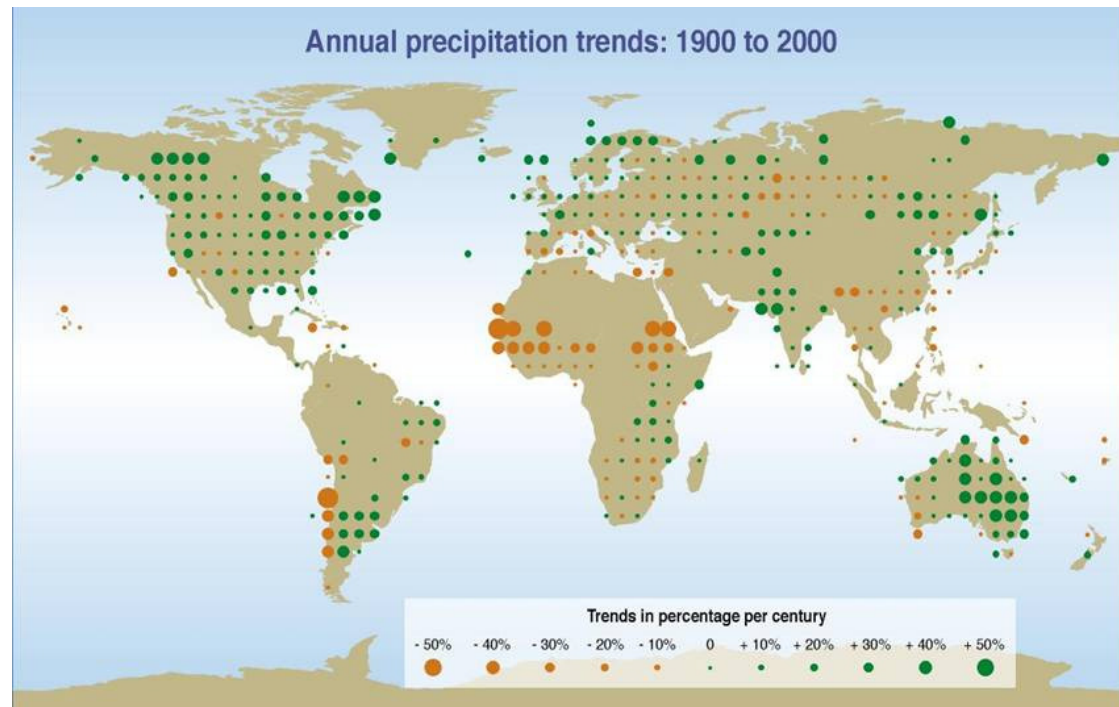 Annual precipitation trends: 1900 to 2000
Trends in percentage per century
- 50% - 40% - 30% - 20% - 10% 0 + 10% + 20% + 30% + 40% + 50%